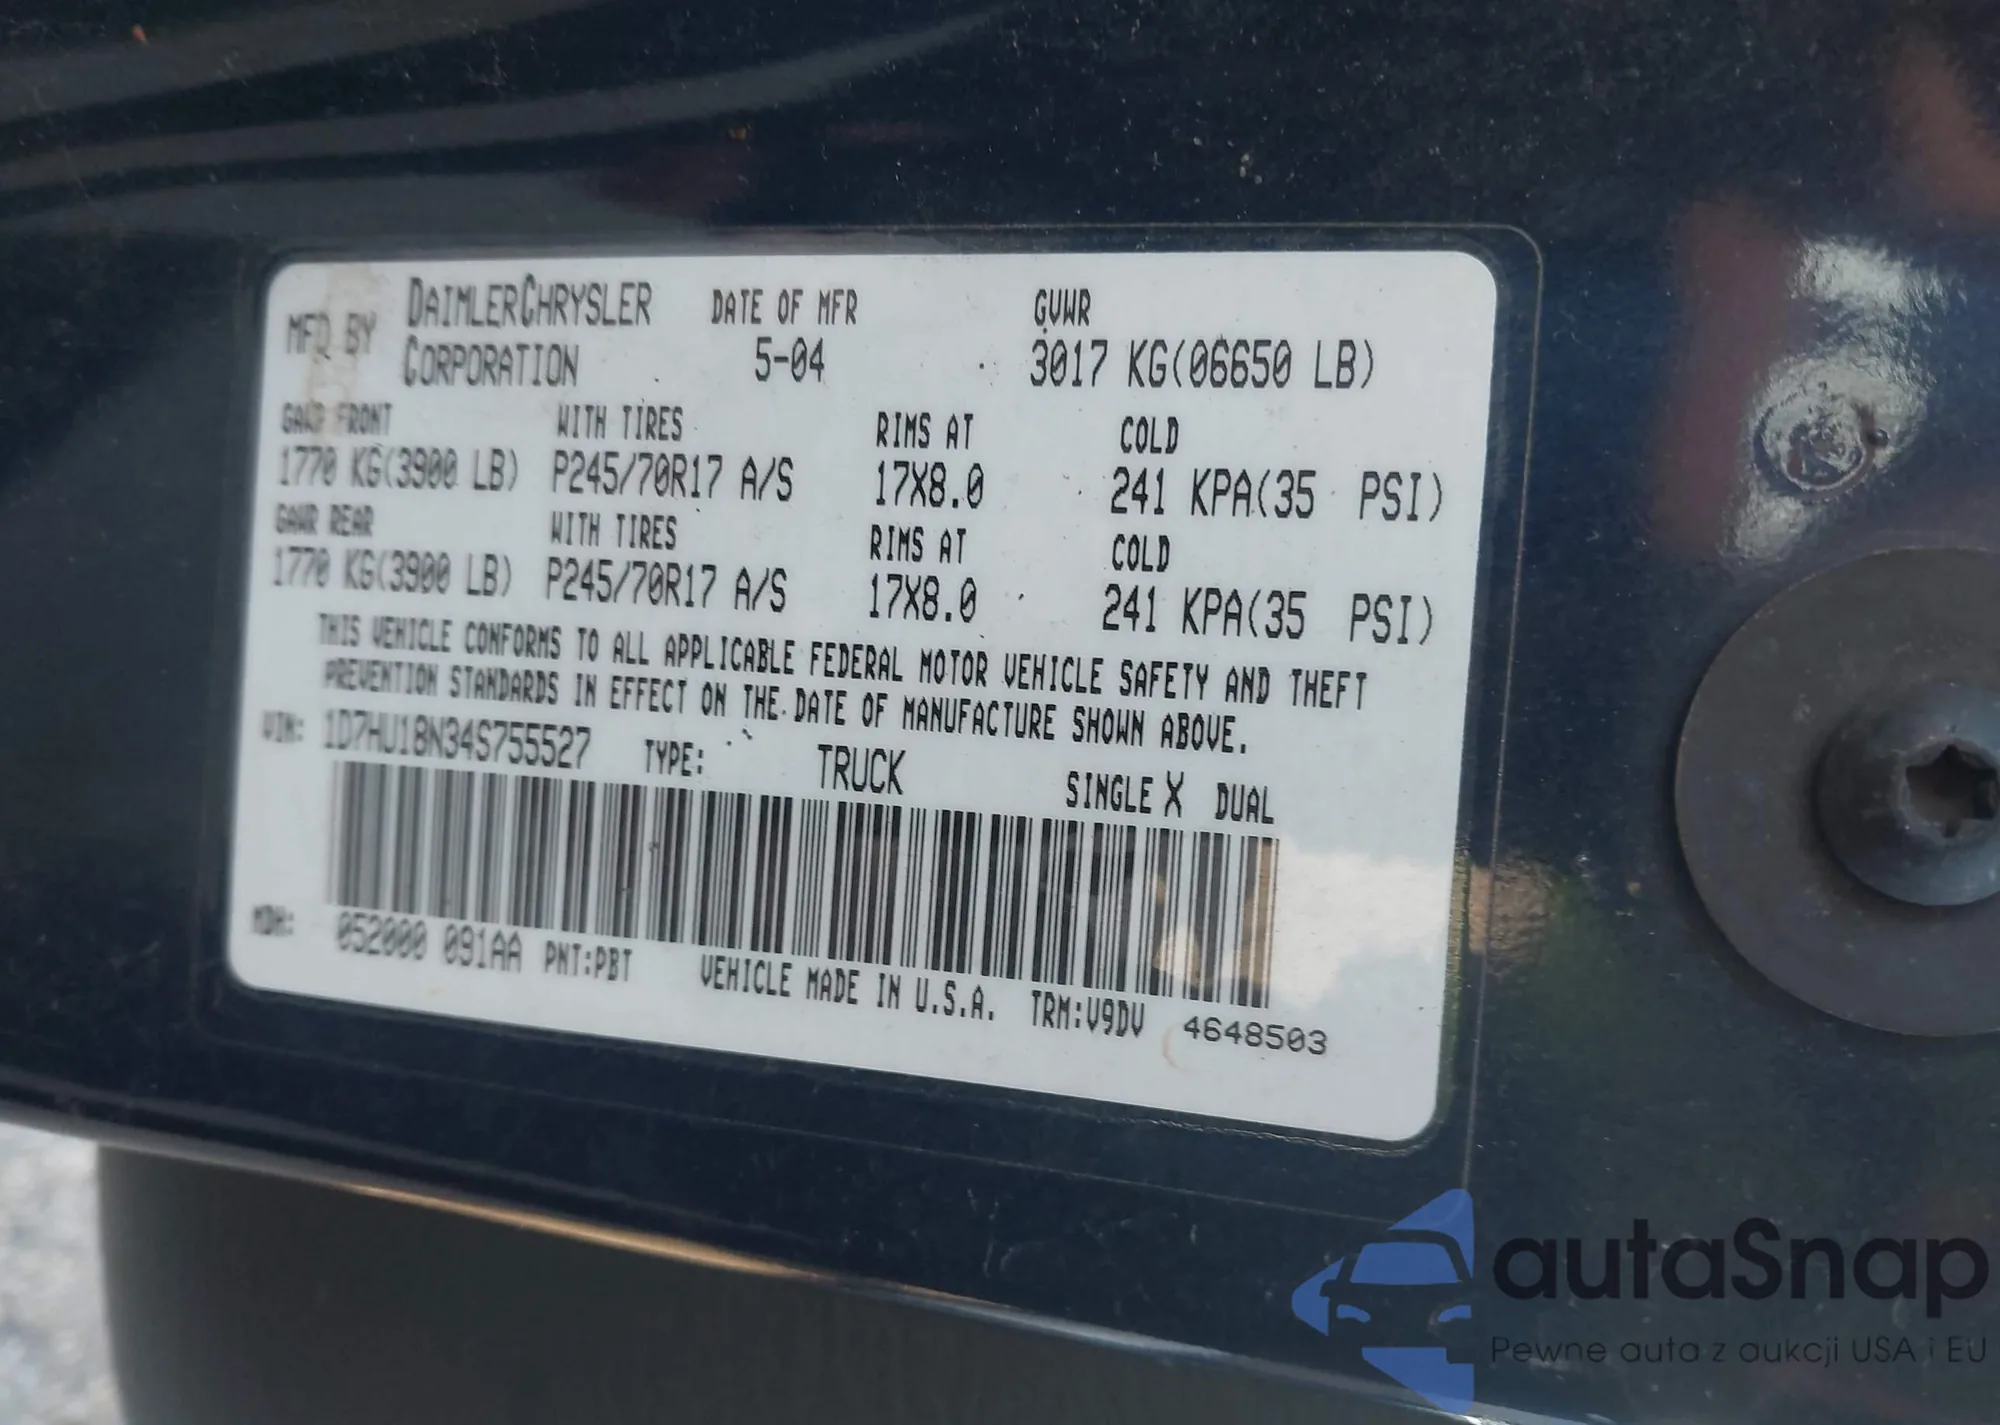 MFD BY DAIMLERCHRYSLER CORPORATION DATE OF MFR 5-04 GVWR 3017 KG(06650 LB)
GAWR FRONT WITH TIRES RIMS AT COLD
1770 KG(3900 LB) P245/70R17 A/S 17X8.0 241 KPA(35 PSI)
GAWR REAR WITH TIRES RIMS AT COLD
1770 KG(3900 LB) P245/70R17 A/S 17X8.0 241 KPA(35 PSI)
THIS VEHICLE CONFORMS TO ALL APPLICABLE FEDERAL MOTOR VEHICLE SAFETY AND THEFT
PREVENTION STANDARDS IN EFFECT ON THE DATE OF MANUFACTURE SHOWN ABOVE.
VIN: 1D7HU18N34S755527 TYPE: TRUCK SINGLE X DUAL
MDH: 052000 091AA PNT:PBT VEHICLE MADE IN U.S.A. TRM:V9DV 4648503
autaSnap
Pewne auta z aukcji USA i EU